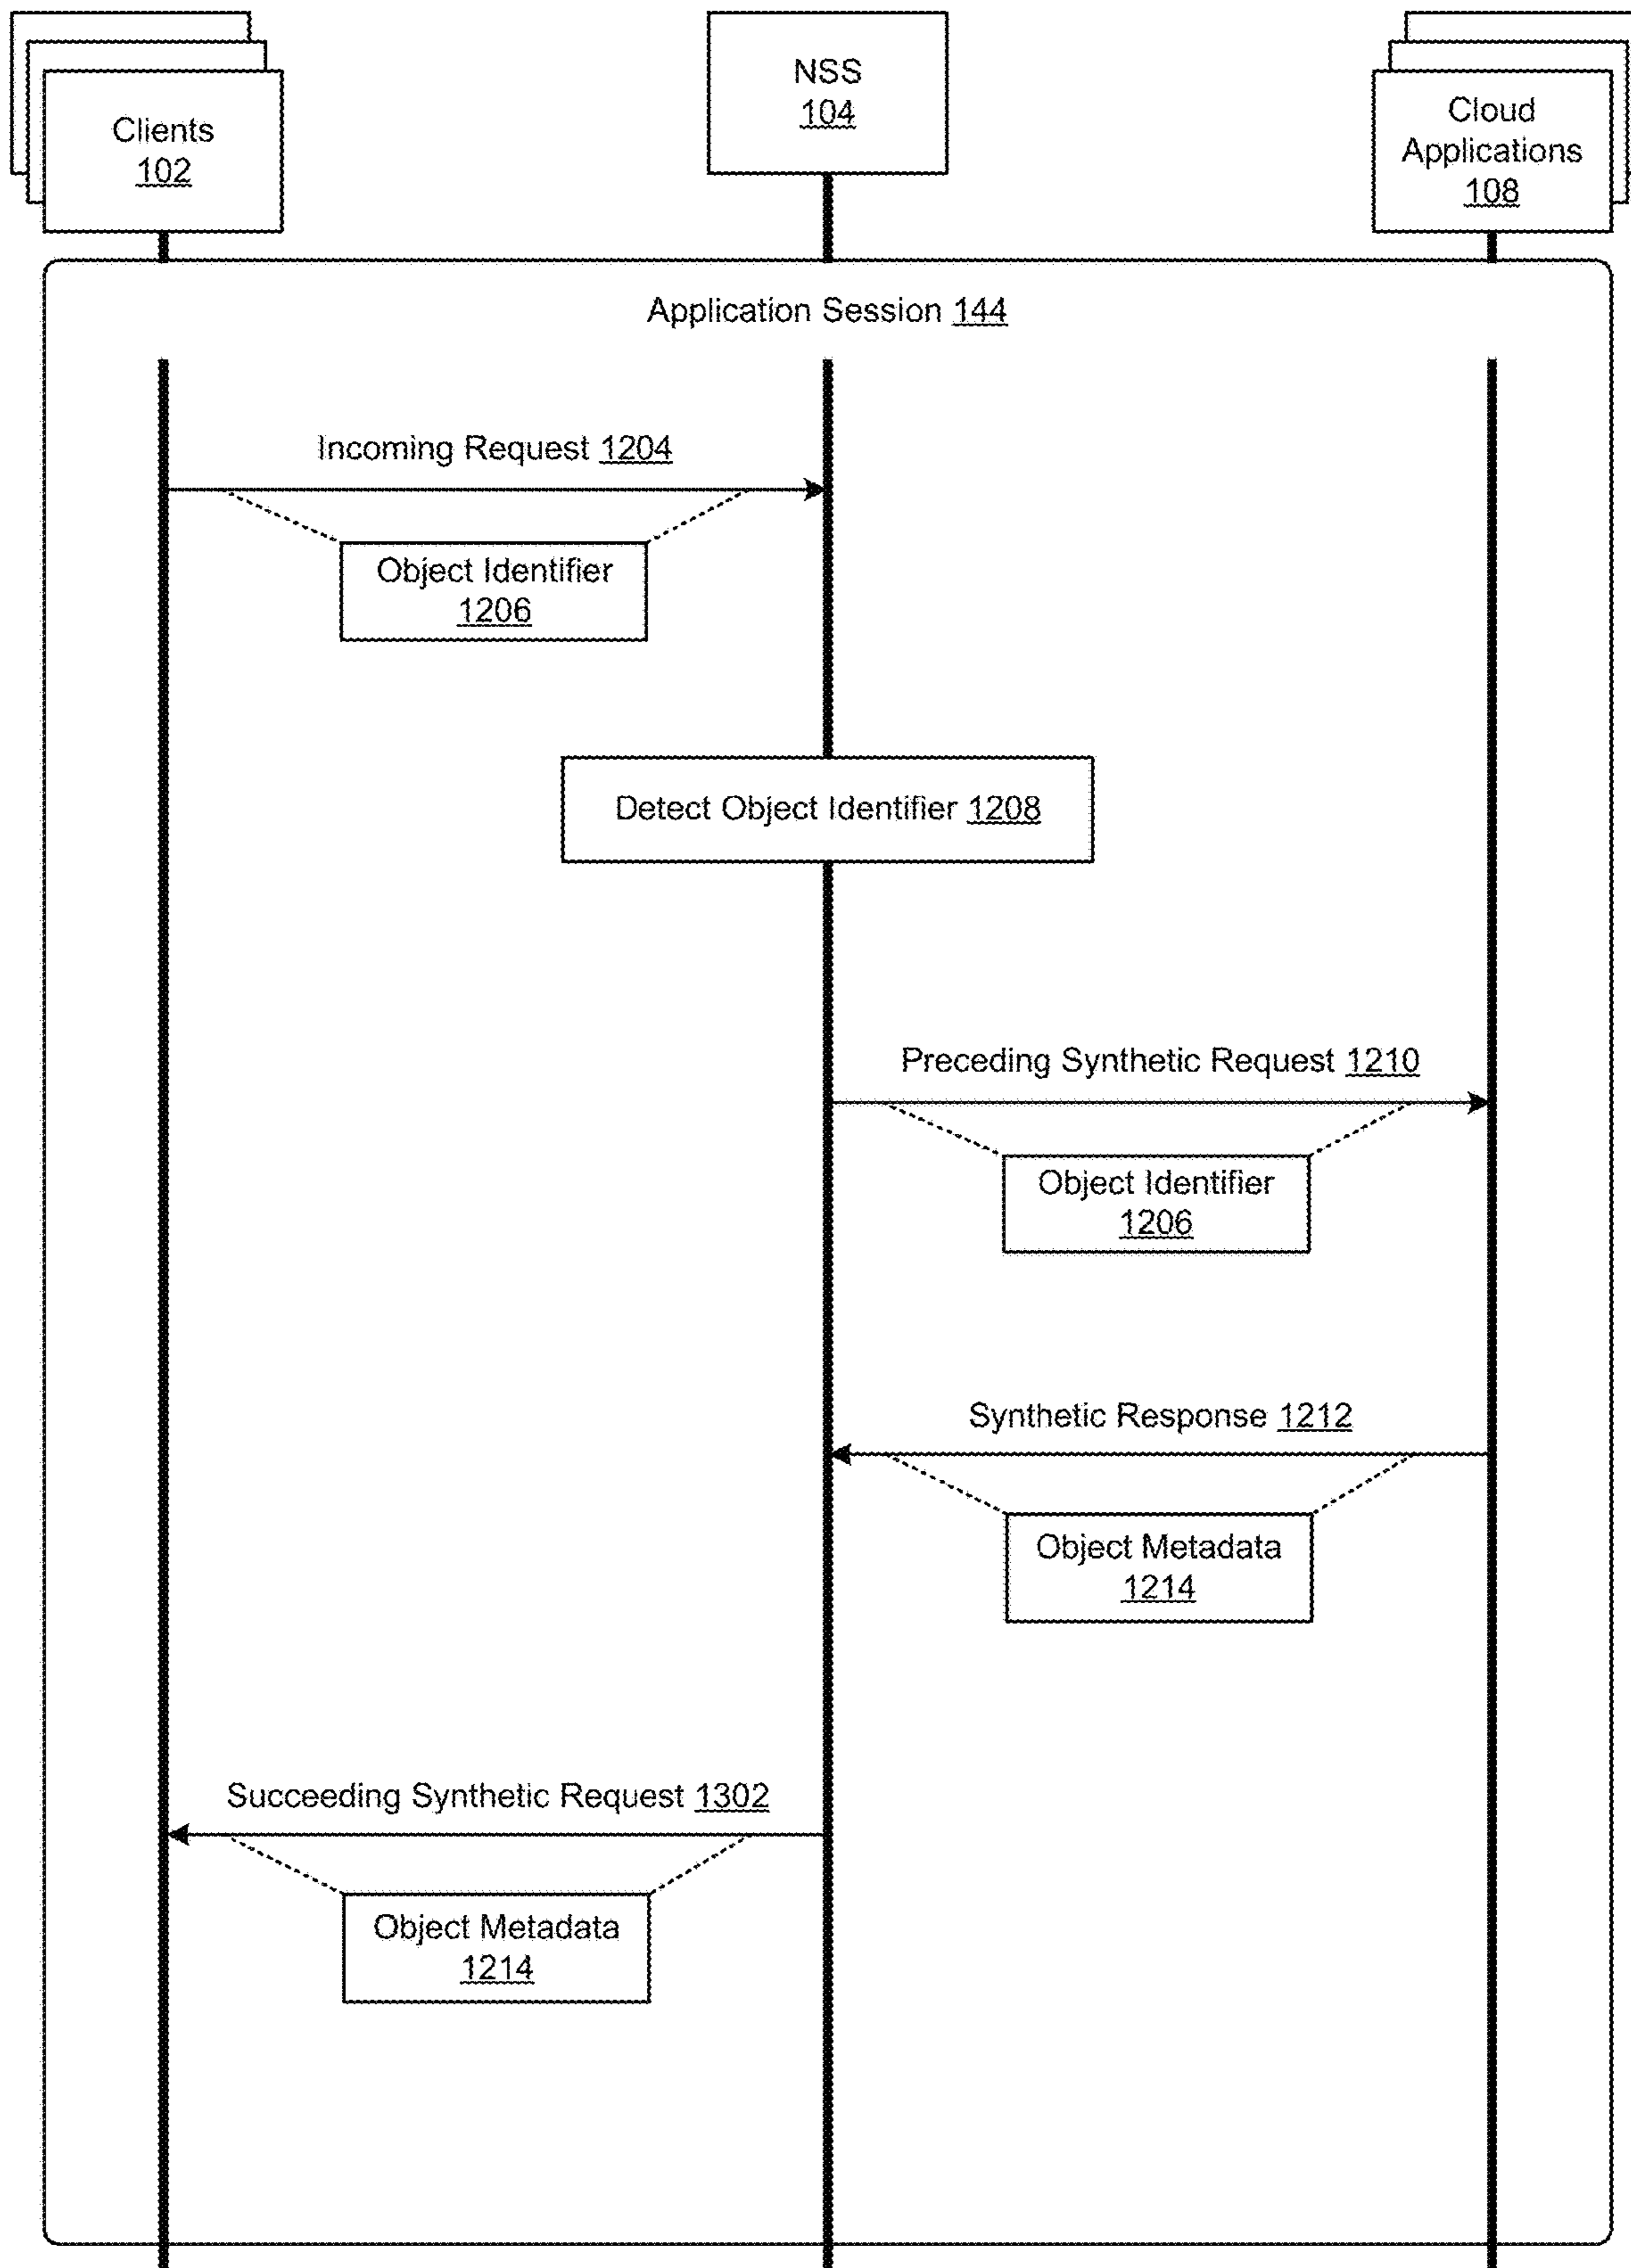 Clients
102
NSS
104
Cloud
Applications
108
Application Session 144
Incoming Request 1204
Object Identifier
1206
Detect Object Identifier 1208
Preceding Synthetic Request 1210
Object Identifier
1206
Synthetic Response 1212
Object Metadata
1214
Succeeding Synthetic Request 1302
Object Metadata
1214